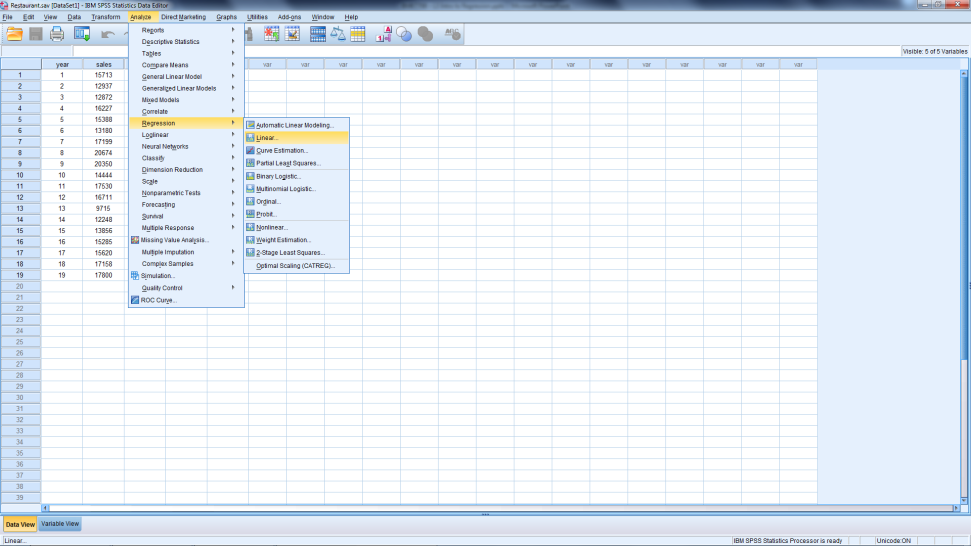 Restaurant.sav [DataSet1] - IBM SPSS Statistics Data Editor
File Edit View Data Transform Analyze Direct Marketing Graphs Utilities Add-ons Window Help
Visible: 5 of 5 Variables
year sales var var var var var var var var var var var var var var var
1 1 15713
2 2 12937
3 3 12872
4 4 16227
5 5 15388
6 6 13180
7 7 17199
8 8 20674
9 9 20350
10 10 14444
11 11 17530
12 12 16711
13 13 9715
14 14 12248
15 15 13856
16 16 15285
17 17 15620
18 18 17158
19 19 17800
20
21
22
23
24
25
26
27
28
29
30
31
32
33
34
35
36
37
38
39
Reports
Descriptive Statistics
Tables
Compare Means
General Linear Model
Generalized Linear Models
Mixed Models
Correlate
Regression
Loglinear
Neural Networks
Classify
Dimension Reduction
Scale
Nonparametric Tests
Forecasting
Survival
Multiple Response
Missing Value Analysis...
Multiple Imputation
Complex Samples
Simulation...
Quality Control
ROC Curve...
Automatic Linear Modeling...
Linear...
Curve Estimation...
Partial Least Squares...
Binary Logistic...
Multinomial Logistic...
Ordinal...
Probit...
Nonlinear...
Weight Estimation...
2-Stage Least Squares...
Optimal Scaling (CATREG)...
Data View Variable View
Linear... IBM SPSS Statistics Processor is ready Unicode:ON